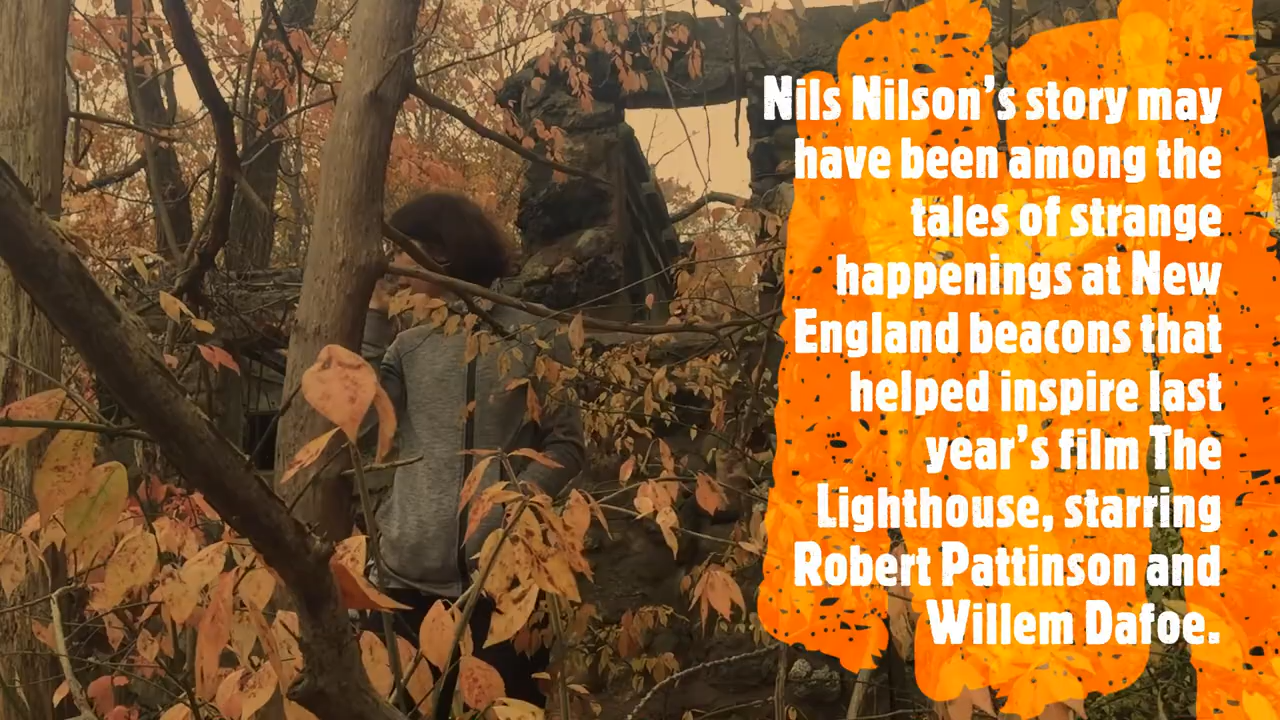 Nils Nilson’s story may
have been among the
tales of strange
happenings at New
England beacons that
helped inspire last
year’s film The
Lighthouse, starring
Robert Pattinson and
Willem Dafoe.